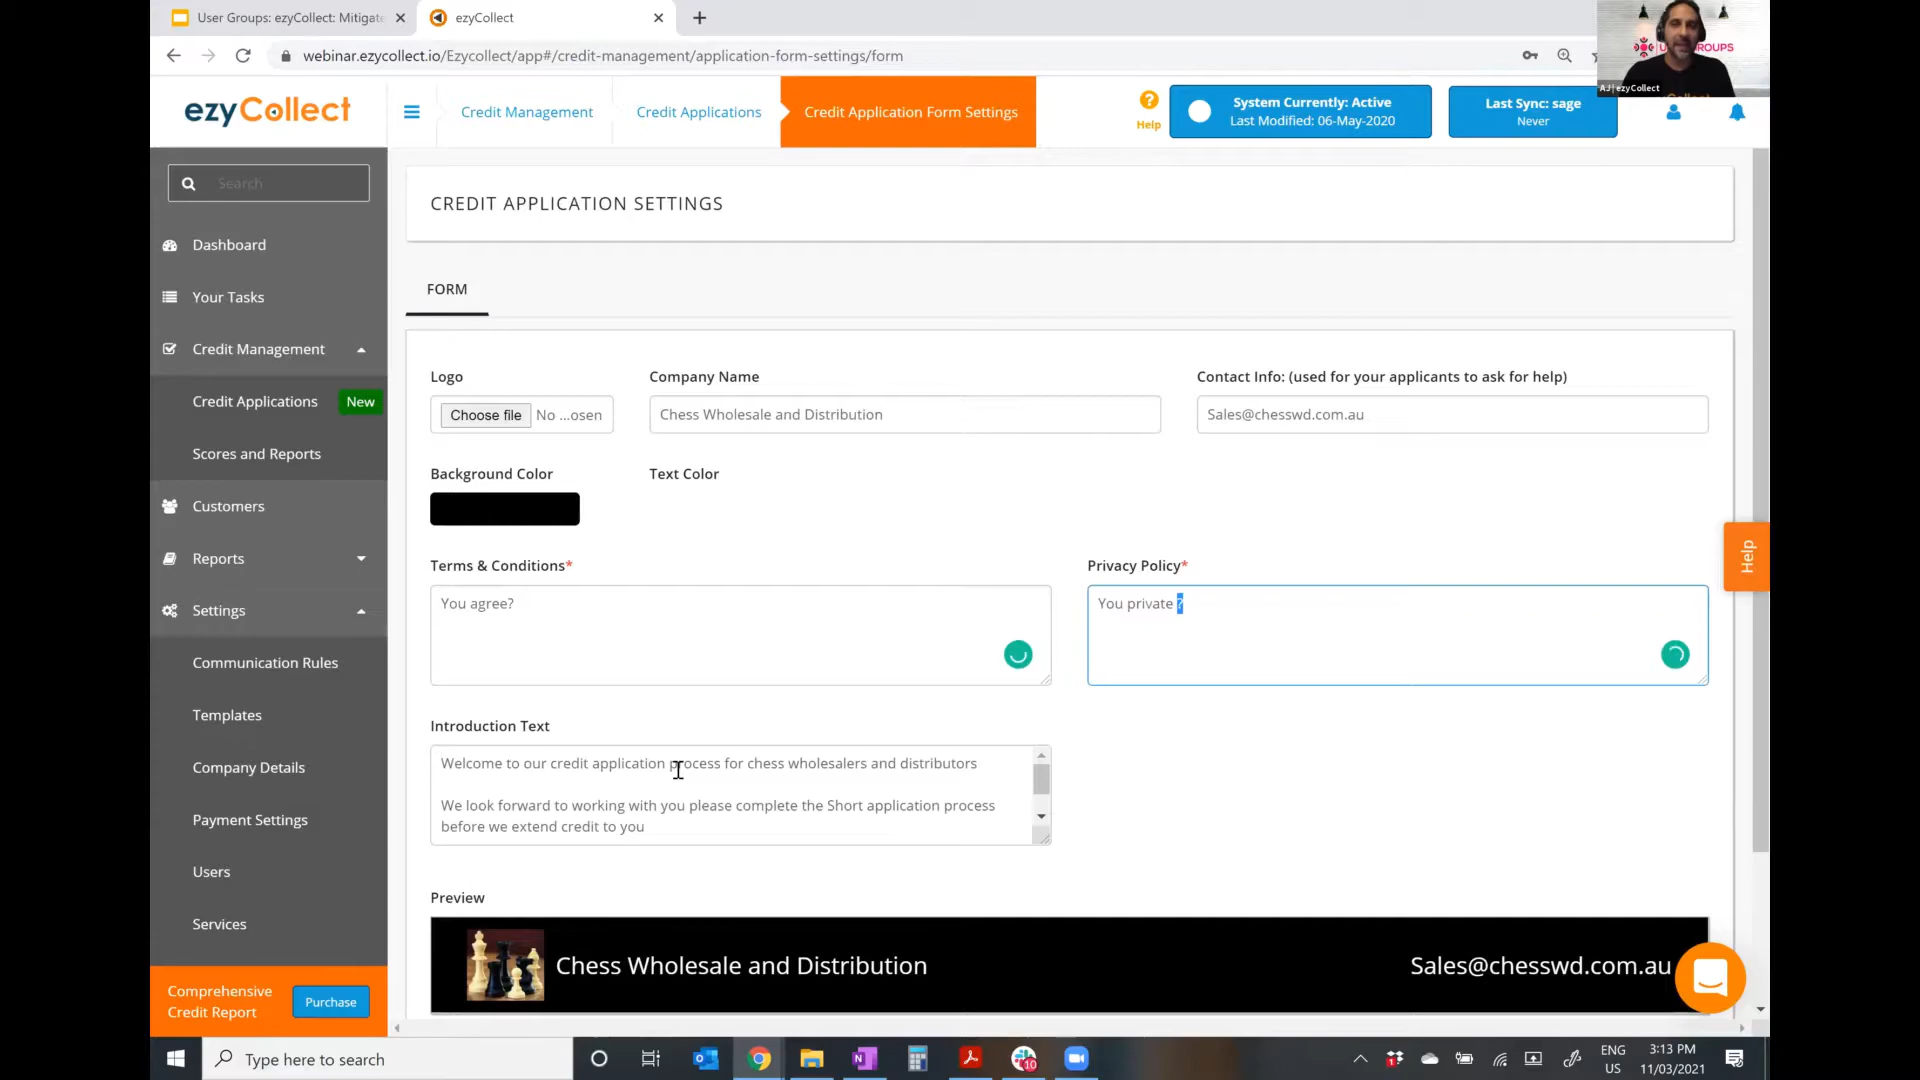 User Groups: ezyCollect: Mitigate
ezyCollect
webinar.ezycollect.io/Ezycollect/app#/credit-management/application-form-settings/form
AJ | ezyCollect
ezyCollect
Credit Management
Credit Applications
Credit Application Form Settings
Help
System Currently: Active
Last Modified: 06-May-2020
Last Sync: sage
Never
Search
Dashboard
Your Tasks
Credit Management
Credit Applications
New
Scores and Reports
Customers
Reports
Settings
Communication Rules
Templates
Company Details
Payment Settings
Users
Services
Comprehensive
Credit Report
Purchase
CREDIT APPLICATION SETTINGS
FORM
Logo
Choose file No ...osen
Company Name
Chess Wholesale and Distribution
Contact Info: (used for your applicants to ask for help)
Sales@chesswd.com.au
Background Color
Text Color
Terms & Conditions*
You agree?
Privacy Policy*
You private ?
Introduction Text
Welcome to our credit application process for chess wholesalers and distributors
We look forward to working with you please complete the Short application process
before we extend credit to you
Preview
Chess Wholesale and Distribution
Sales@chesswd.com.au
Help
Type here to search
10
1
ENG
US
3:13 PM
11/03/2021